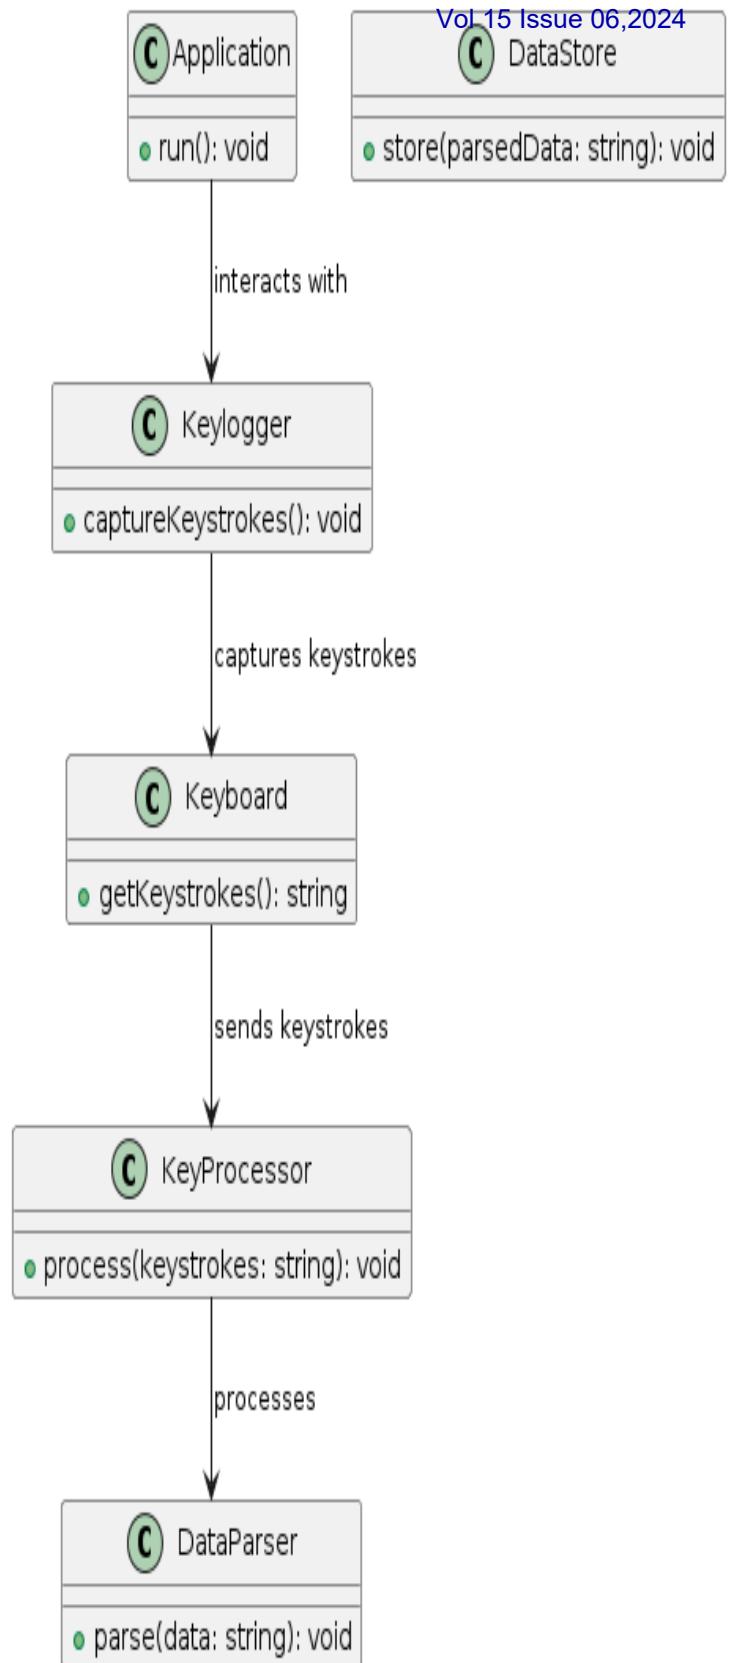 Vol 15 Issue 06,2024
C Application
run(): void
C DataStore
store(parsedData: string): void
interacts with
C Keylogger
captureKeystrokes(): void
captures keystrokes
C Keyboard
getKeystrokes(): string
sends keystrokes
C KeyProcessor
process(keystrokes: string): void
processes
C DataParser
parse(data: string): void